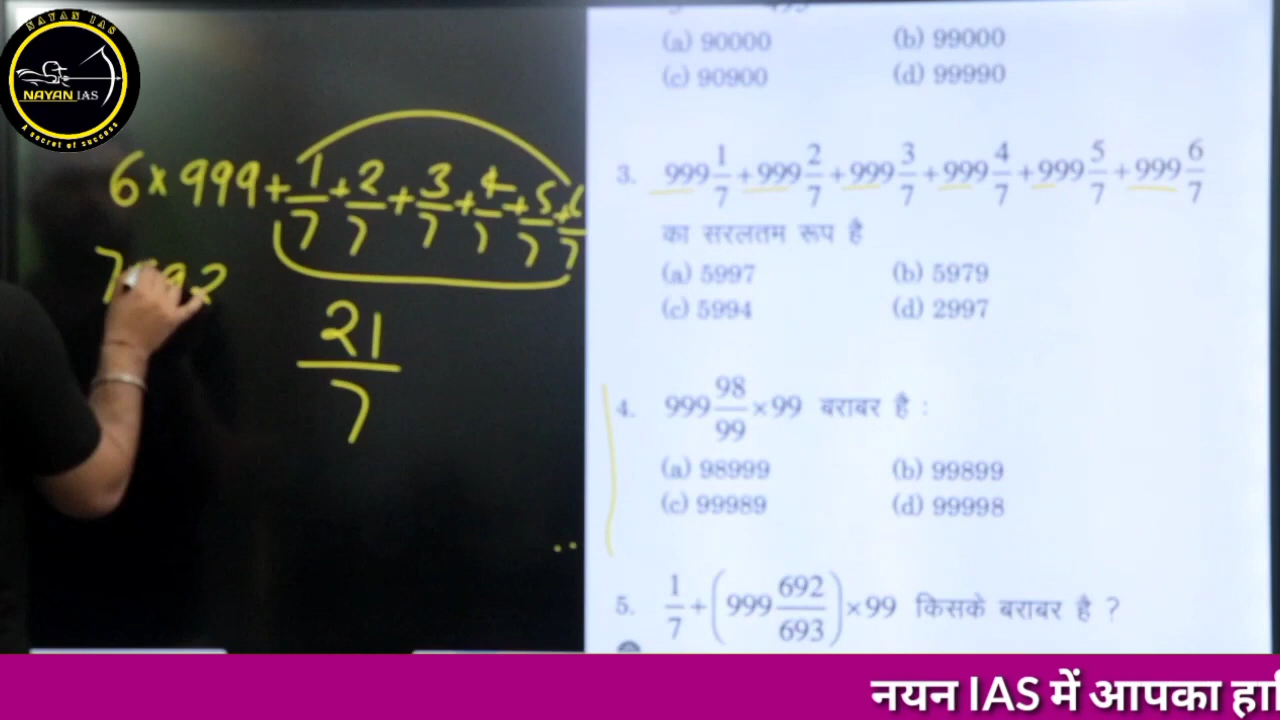 NAYAN IAS
NAYAN IAS
A secret of success
6 × 999 + 1/7 + 2/7 + 3/7 + 4/7 + 5/7 + 6/7
21/7
(a) 90000 (b) 99000
(c) 90900 (d) 99990
3. 999 1/7 + 999 2/7 + 999 3/7 + 999 4/7 + 999 5/7 + 999 6/7
का सरलतम रूप है
(a) 5997 (b) 5979
(c) 5994 (d) 2997
4. 999 98/99 × 99 बराबर है :
(a) 98999 (b) 99899
(c) 99989 (d) 99998
5. 1/7 + (999 692/693) × 99 किसके बराबर है ?
नयन IAS में आपका